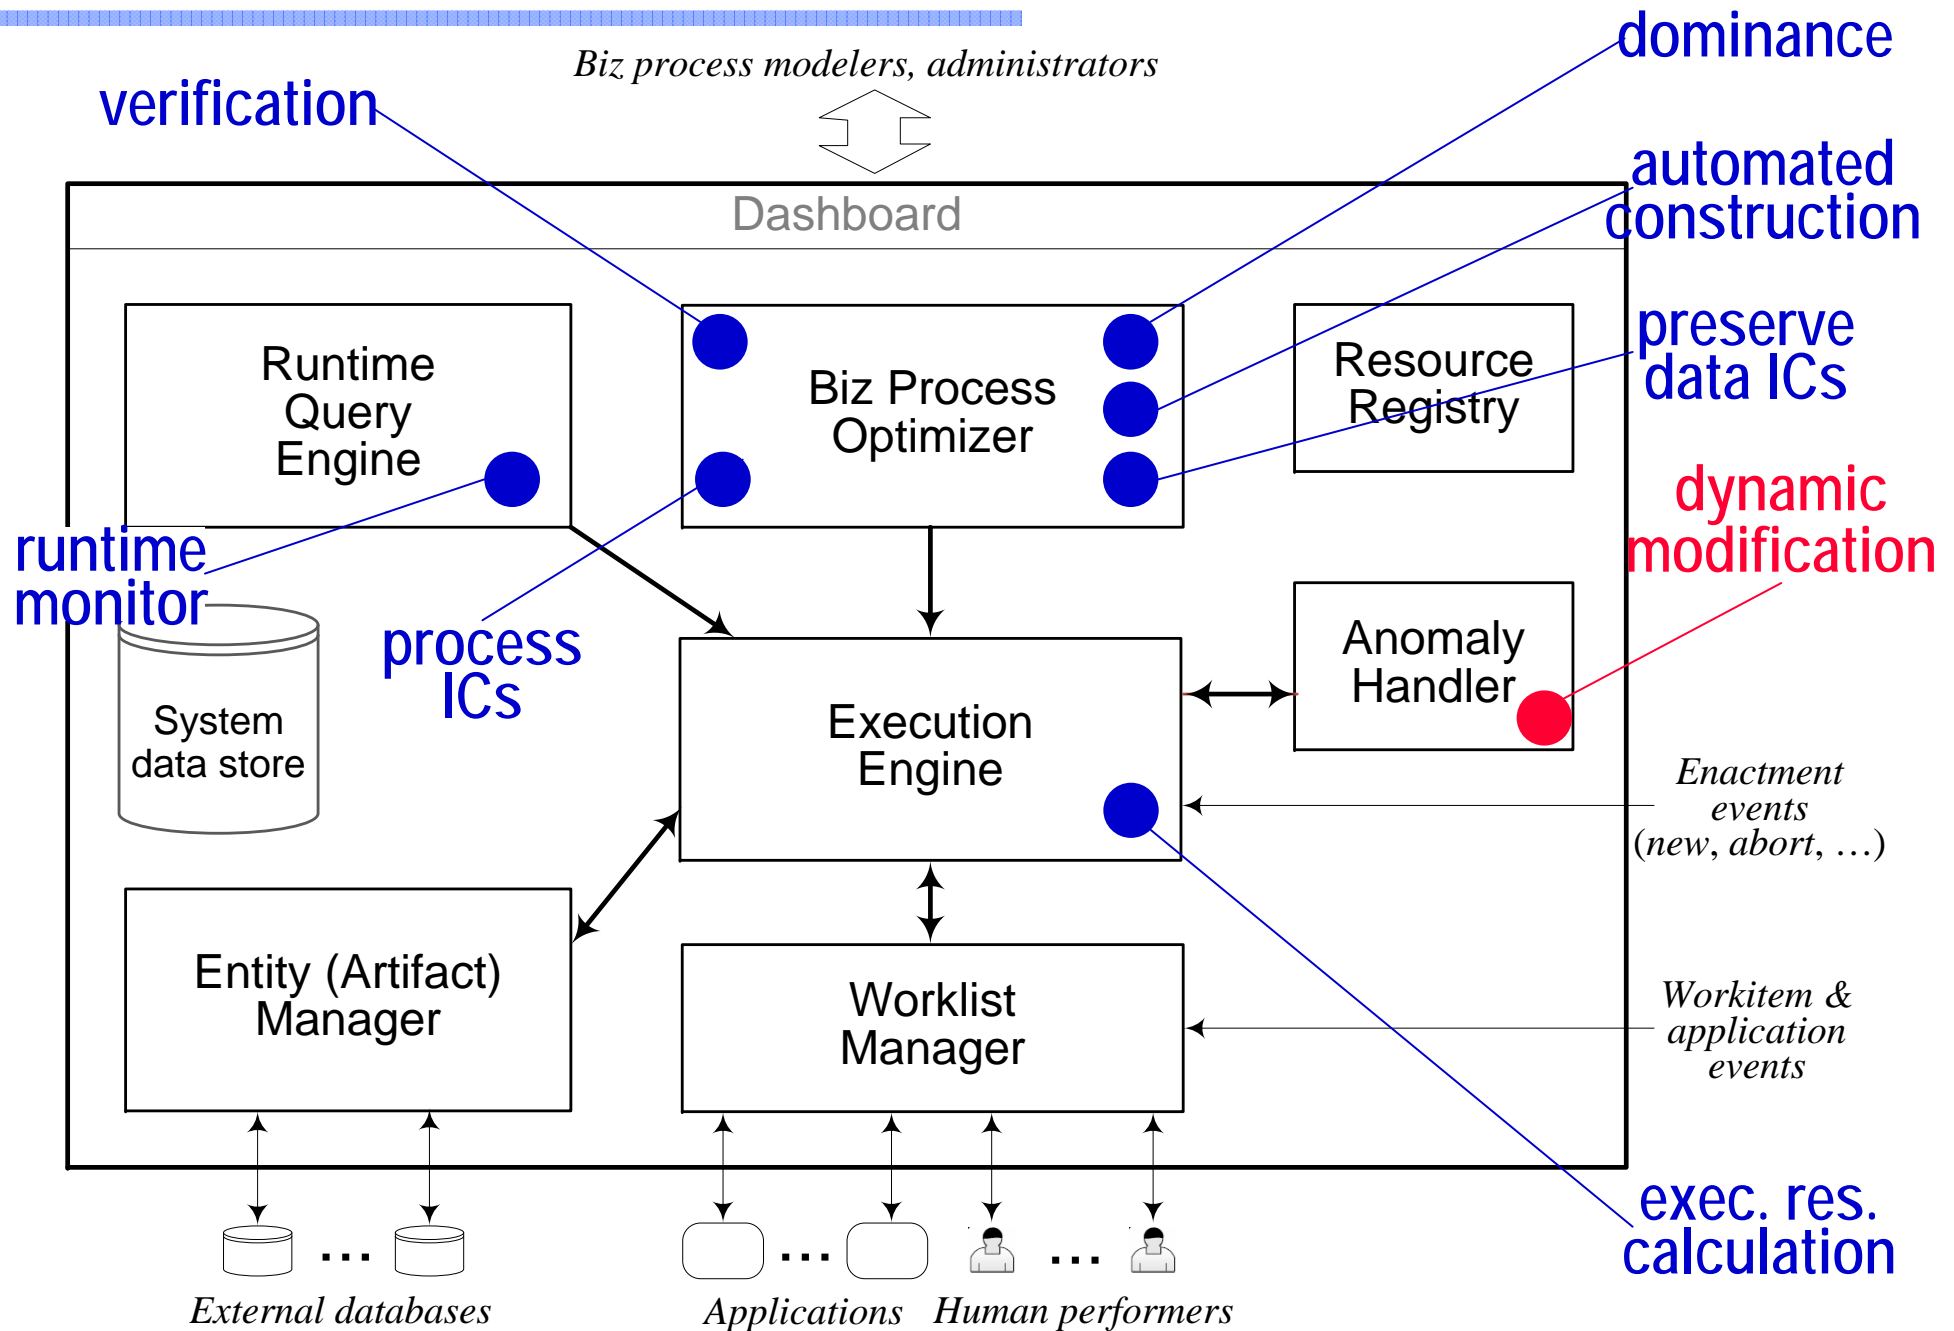 dominance
Biz process modelers, administrators
verification
automated
construction
Dashboard
preserve
data ICs
Runtime
Query
Engine
Biz Process
Optimizer
Resource
Registry
dynamic
modification
runtime
monitor
process
ICs
Anomaly
Handler
System
data store
Execution
Engine
Enactment
events
(new, abort, …)
Entity (Artifact)
Manager
Worklist
Manager
Workitem &
application
events
exec. res.
calculation
...
...
...
External databases
Applications
Human performers